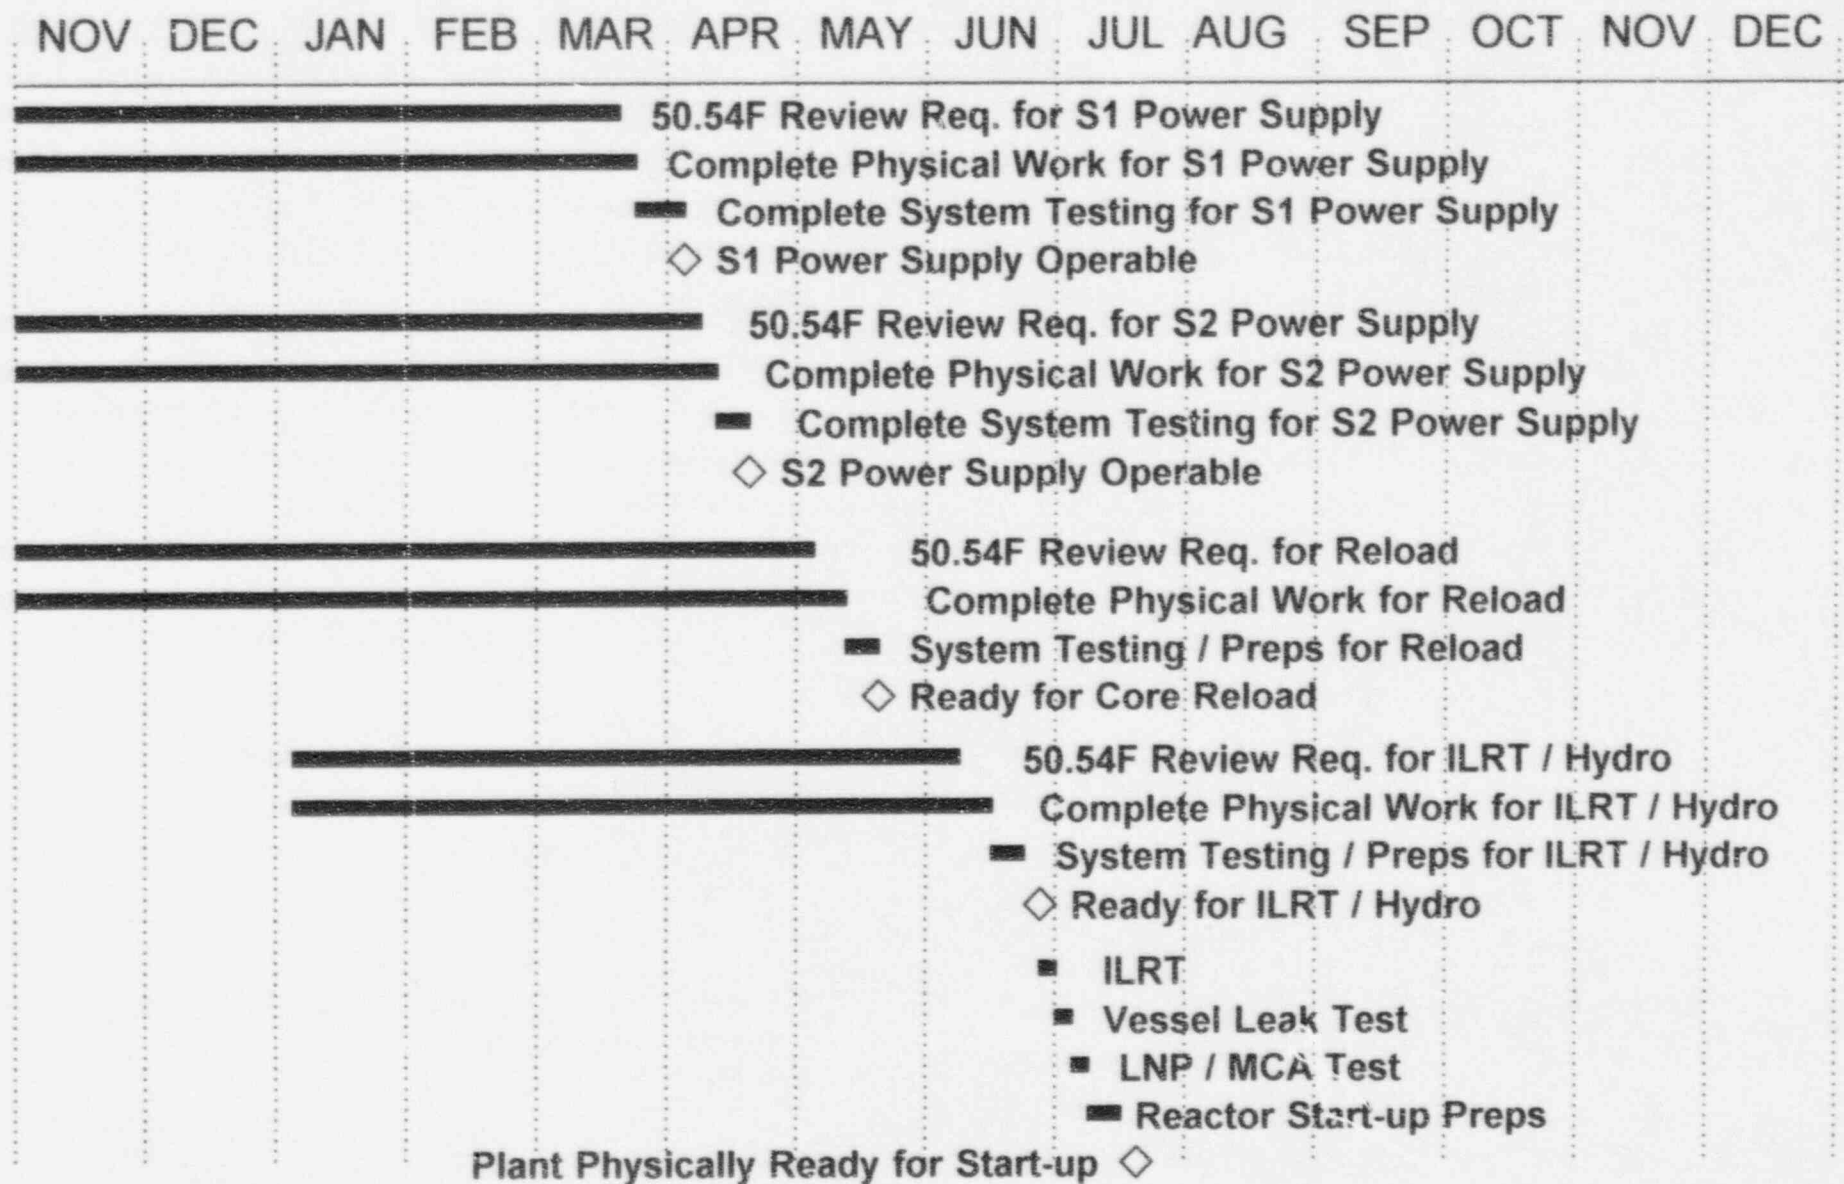 NOV DEC JAN FEB MAR APR MAY JUN JUL AUG SEP OCT NOV DEC
50.54F Review Req. for S1 Power Supply
Complete Physical Work for S1 Power Supply
Complete System Testing for S1 Power Supply
S1 Power Supply Operable
50.54F Review Req. for S2 Power Supply
Complete Physical Work for S2 Power Supply
Complete System Testing for S2 Power Supply
S2 Power Supply Operable
50.54F Review Req. for Reload
Complete Physical Work for Reload
System Testing / Preps for Reload
Ready for Core Reload
50.54F Review Req. for ILRT / Hydro
Complete Physical Work for ILRT / Hydro
System Testing / Preps for ILRT / Hydro
Ready for ILRT / Hydro
ILRT
Vessel Leak Test
LNP / MCA Test
Reactor Start-up Preps
Plant Physically Ready for Start-up